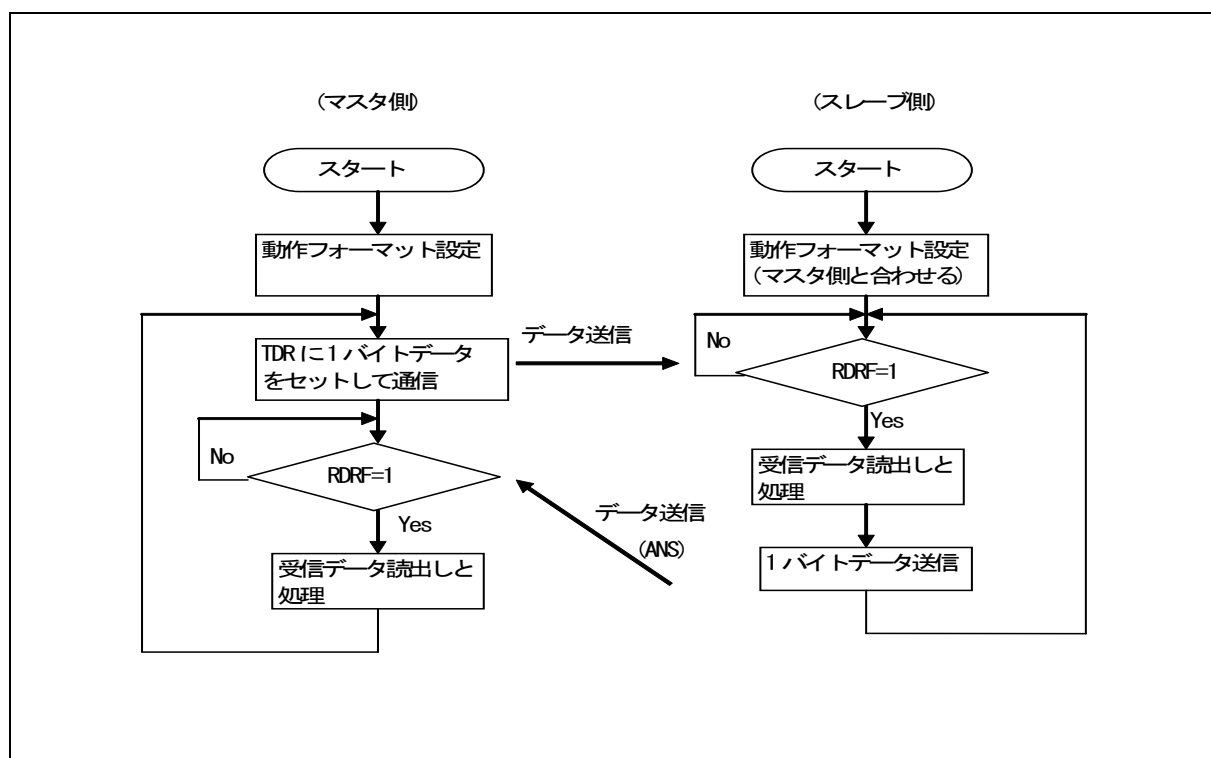 (マスタ側)
スタート
動作フォーマット設定
TDR に 1 バイトデータ
をセットして通信
No
RDRF=1
Yes
受信データ読出しと
処理
データ送信
データ送信
(ANS)
(スレーブ側)
スタート
動作フォーマット設定
(マスタ側と合わせる)
No
RDRF=1
Yes
受信データ読出しと
処理
1 バイトデータ送信